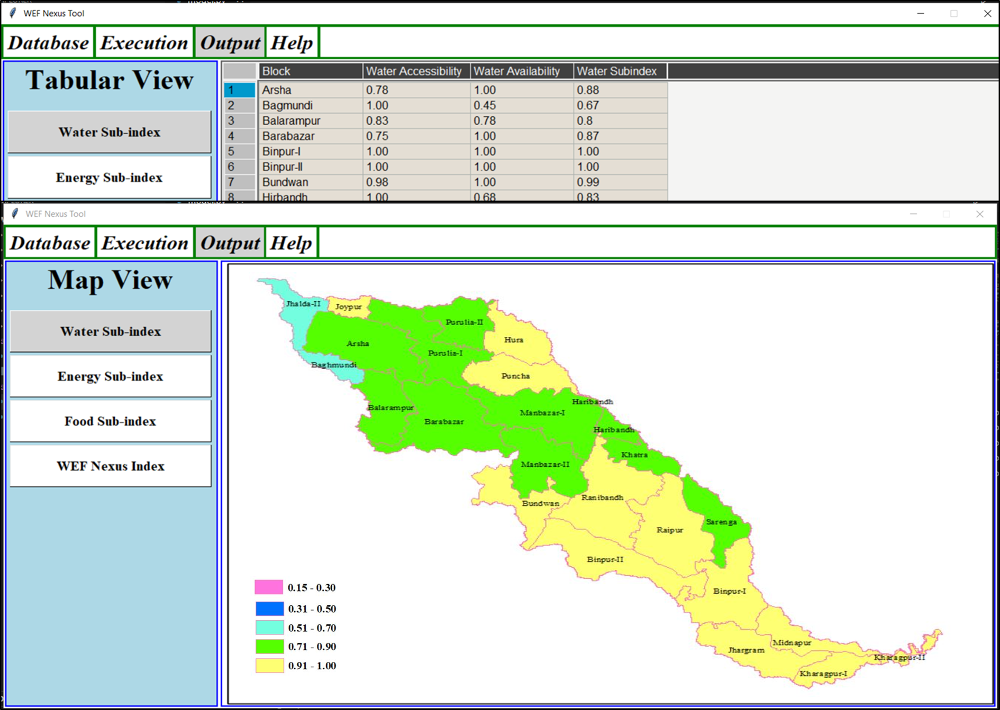 WEF Nexus Tool
Database Execution Output Help
Tabular View
Water Sub-index
Energy Sub-index
Block Water Accessibility Water Availability Water Subindex
1 Arsha 0.78 1.00 0.88
2 Bagmundi 1.00 0.45 0.67
3 Balarampur 0.83 0.78 0.8
4 Barabazar 0.75 1.00 0.87
5 Binpur-I 1.00 1.00 1.00
6 Binpur-II 1.00 1.00 1.00
7 Bundwan 0.98 1.00 0.99
8 Hirbandh 1.00 0.68 0.83
WEF Nexus Tool
Database Execution Output Help
Map View
Water Sub-index
Energy Sub-index
Food Sub-index
WEF Nexus Index
Jhalda-II
Joypur
Purulia-II
Hura
Arsha
Purulia-I
Baghmundi
Puncha
Haribandh
Balarampur
Manbazar-I
Barabazar
Haribandh
Khatra
Manbazar-II
Ranibandh
Bundwan
Sarenga
Raipur
Binpur-II
Binpur-I
Midnapur
Jhargram
Kharagpur-II
Kharagpur-I
0.15 - 0.30
0.31 - 0.50
0.51 - 0.70
0.71 - 0.90
0.91 - 1.00